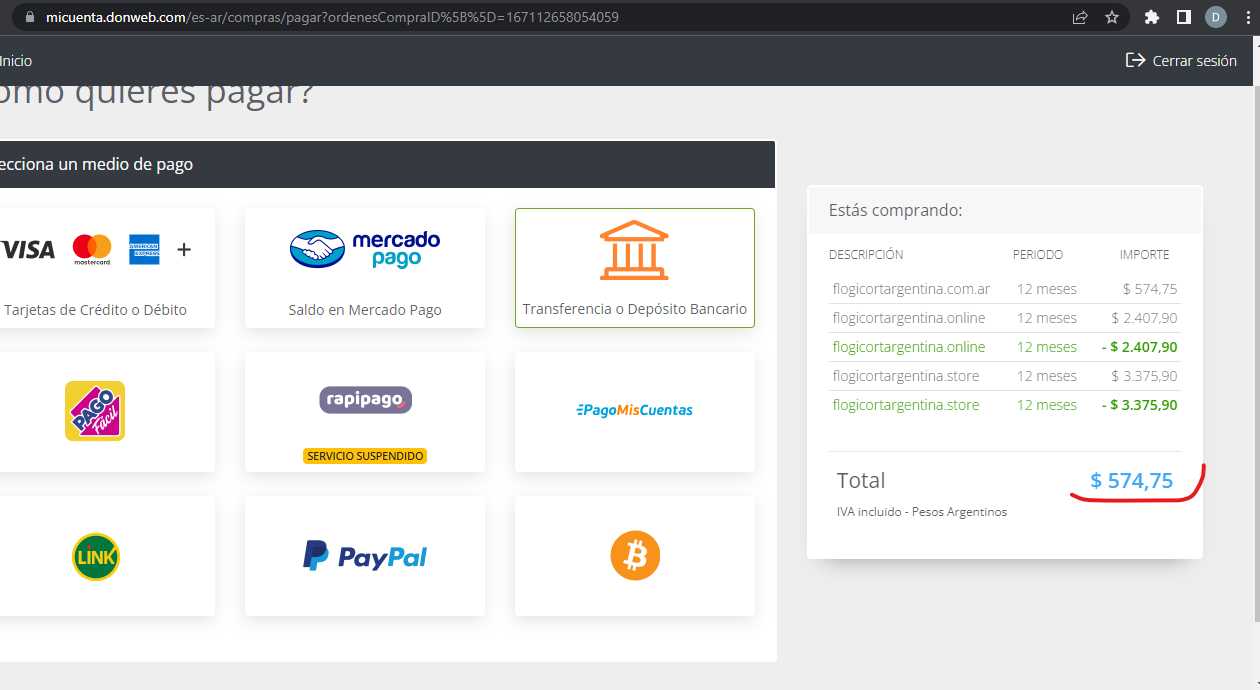 micuenta.donweb.com/es-ar/compras/pagar?ordenesCompraID%5B%5D=167112658054059
D
Inicio
Cerrar sesión
omo quieres pagar?
ecciona un medio de pago
VISA
mastercard
AMERICAN EXPRESS
+
Tarjetas de Crédito o Débito
mercado pago
Saldo en Mercado Pago
Transferencia o Depósito Bancario
PAGO fácil
rapipago
SERVICIO SUSPENDIDO
PagoMisCuentas
LINK
PayPal
Estás comprando:
DESCRIPCIÓN PERIODO IMPORTE
flogicortargentina.com.ar 12 meses $ 574,75
flogicortargentina.online 12 meses $ 2.407,90
flogicortargentina.online 12 meses - $ 2.407,90
flogicortargentina.store 12 meses $ 3.375,90
flogicortargentina.store 12 meses - $ 3.375,90
Total $ 574,75
IVA incluido - Pesos Argentinos